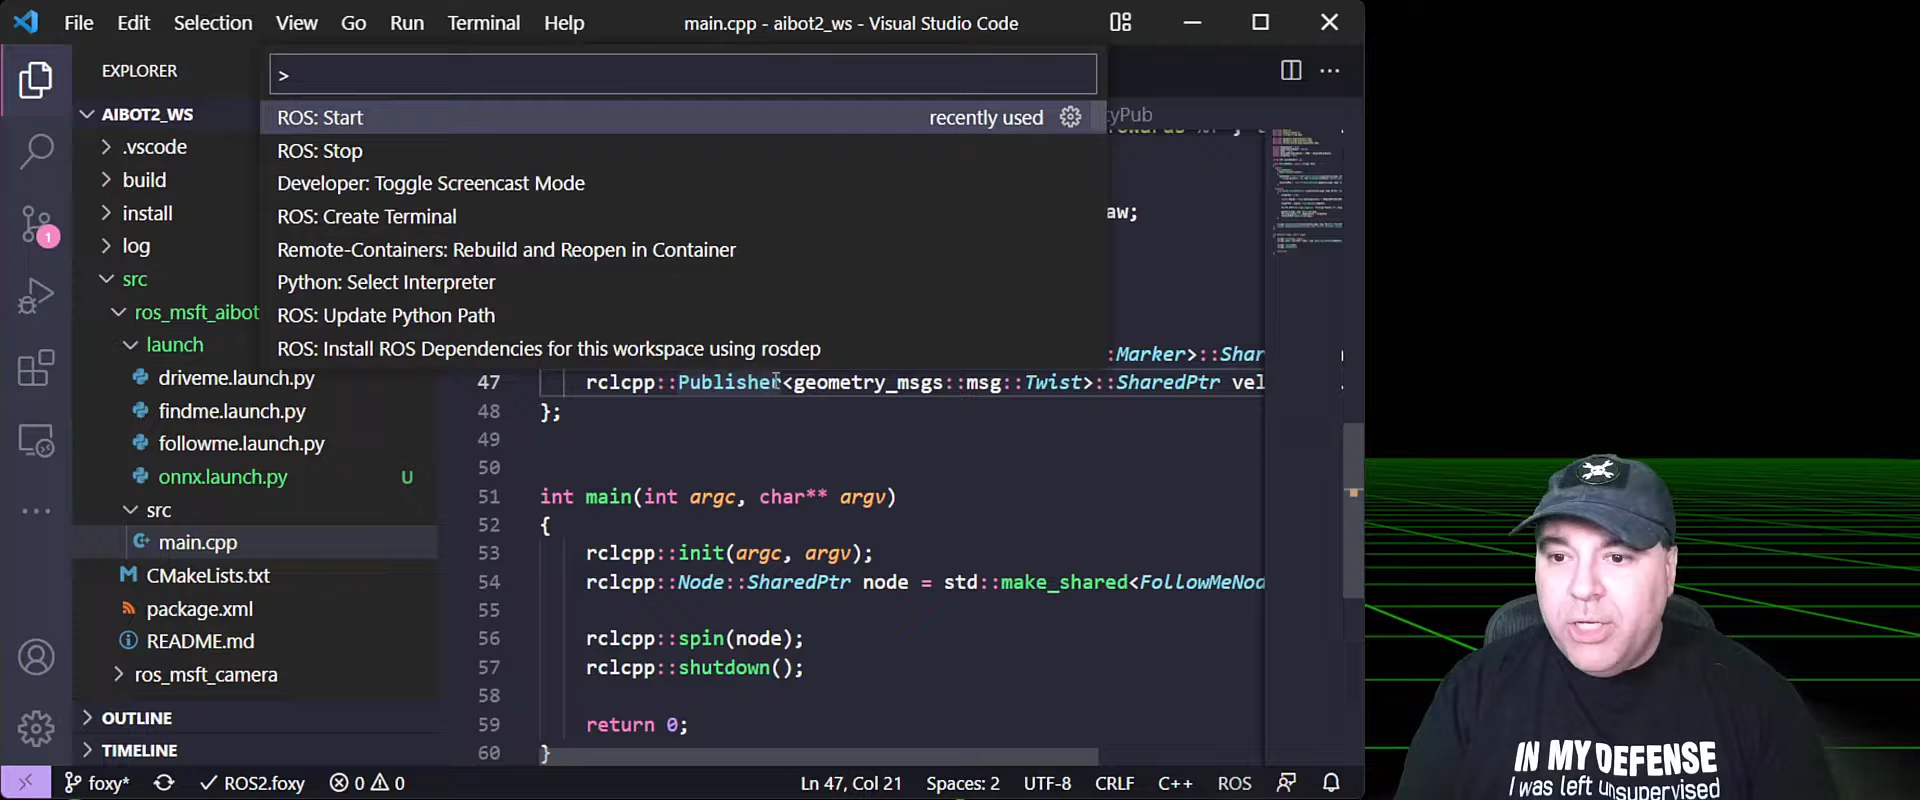 File Edit Selection View Go Run Terminal Help
main.cpp - aibot2_ws - Visual Studio Code
EXPLORER
>
AIBOT2_WS
ROS: Start
recently used
tyPub
.vscode
ROS: Stop
build
Developer: Toggle Screencast Mode
install
ROS: Create Terminal
aw;
log
Remote-Containers: Rebuild and Reopen in Container
src
Python: Select Interpreter
ros_msft_aibot
ROS: Update Python Path
launch
ROS: Install ROS Dependencies for this workspace using rosdep
:Marker>::Shar
driveme.launch.py
47 rclcpp::Publisher<geometry_msgs::msg::Twist>::SharedPtr vel
findme.launch.py
48 };
followme.launch.py
49
onnx.launch.py U
50
src
51 int main(int argc, char** argv)
main.cpp
52 {
CMakeLists.txt
53 rclcpp::init(argc, argv);
package.xml
54 rclcpp::Node::SharedPtr node = std::make_shared<FollowMeNod
README.md
55
ros_msft_camera
56 rclcpp::spin(node);
57 rclcpp::shutdown();
58
OUTLINE
59 return 0;
TIMELINE
60 }
1
foxy* ROS2.foxy 0 0
Ln 47, Col 21 Spaces: 2 UTF-8 CRLF C++ ROS
IN MY DEFENSE
I was left unsupervised